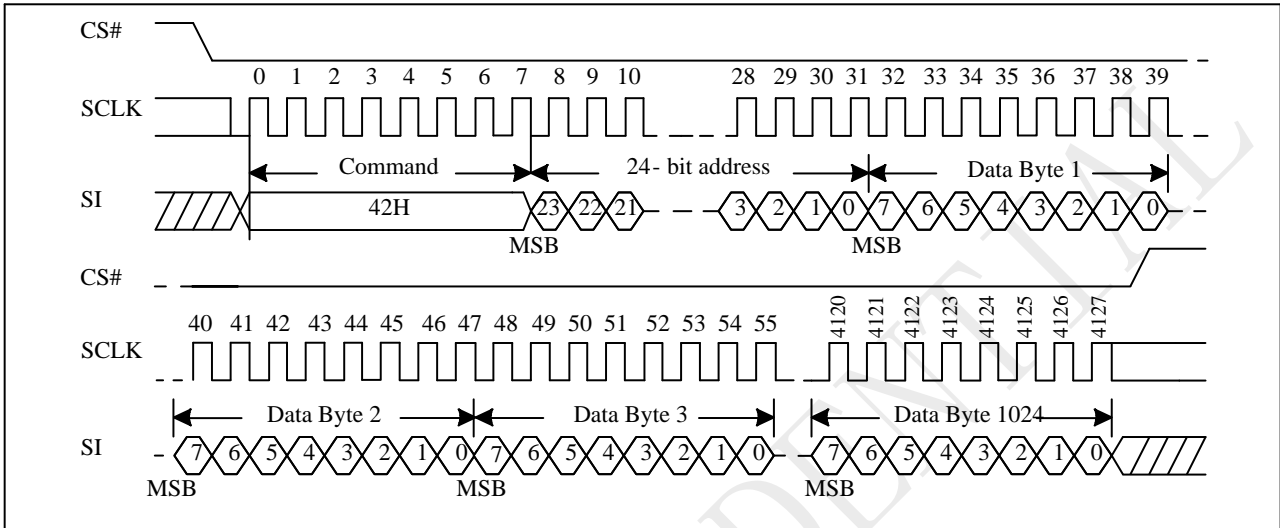 CS#
0 1 2 3 4 5 6 7 8 9 10 28 29 30 31 32 33 34 35 36 37 38 39
SCLK
Command 24- bit address Data Byte 1
SI
42H 23 22 21 3 2 1 0 7 6 5 4 3 2 1 0
MSB MSB
CS#
40 41 42 43 44 45 46 47 48 49 50 51 52 53 54 55 4120 4121 4122 4123 4124 4125 4126 4127
SCLK
Data Byte 2 Data Byte 3 Data Byte 1024
SI
7 6 5 4 3 2 1 0 7 6 5 4 3 2 1 0 7 6 5 4 3 2 1 0
MSB MSB MSB
DENTIAL